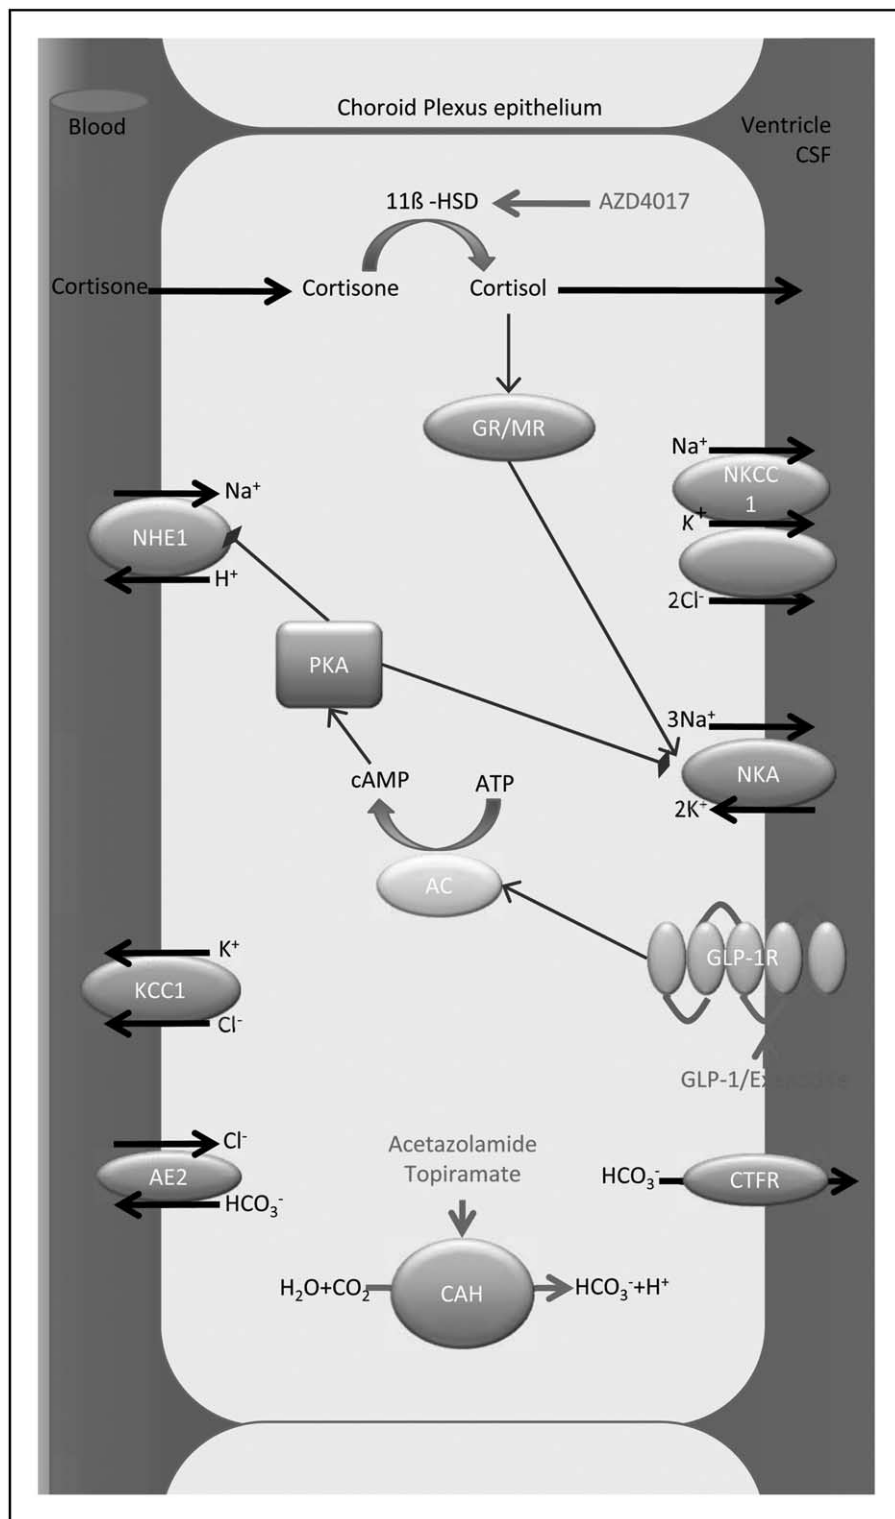 Choroid Plexus epithelium
Blood
Ventricle
CSF
11ß -HSD
AZD4017
Cortisone
Cortisone
Cortisol
GR/MR
Na⁺
NKCC
1
K⁺
2Cl⁻
Na⁺
NHE1
H⁺
PKA
3Na⁺
NKA
2K⁺
cAMP
ATP
AC
GLP-1R
K⁺
KCC1
Cl⁻
GLP-1/
Cl⁻
AE2
HCO₃⁻
Acetazolamide
Topiramate
HCO₃⁻
CTFR
H₂O+CO₂
CAH
HCO₃⁻+H⁺